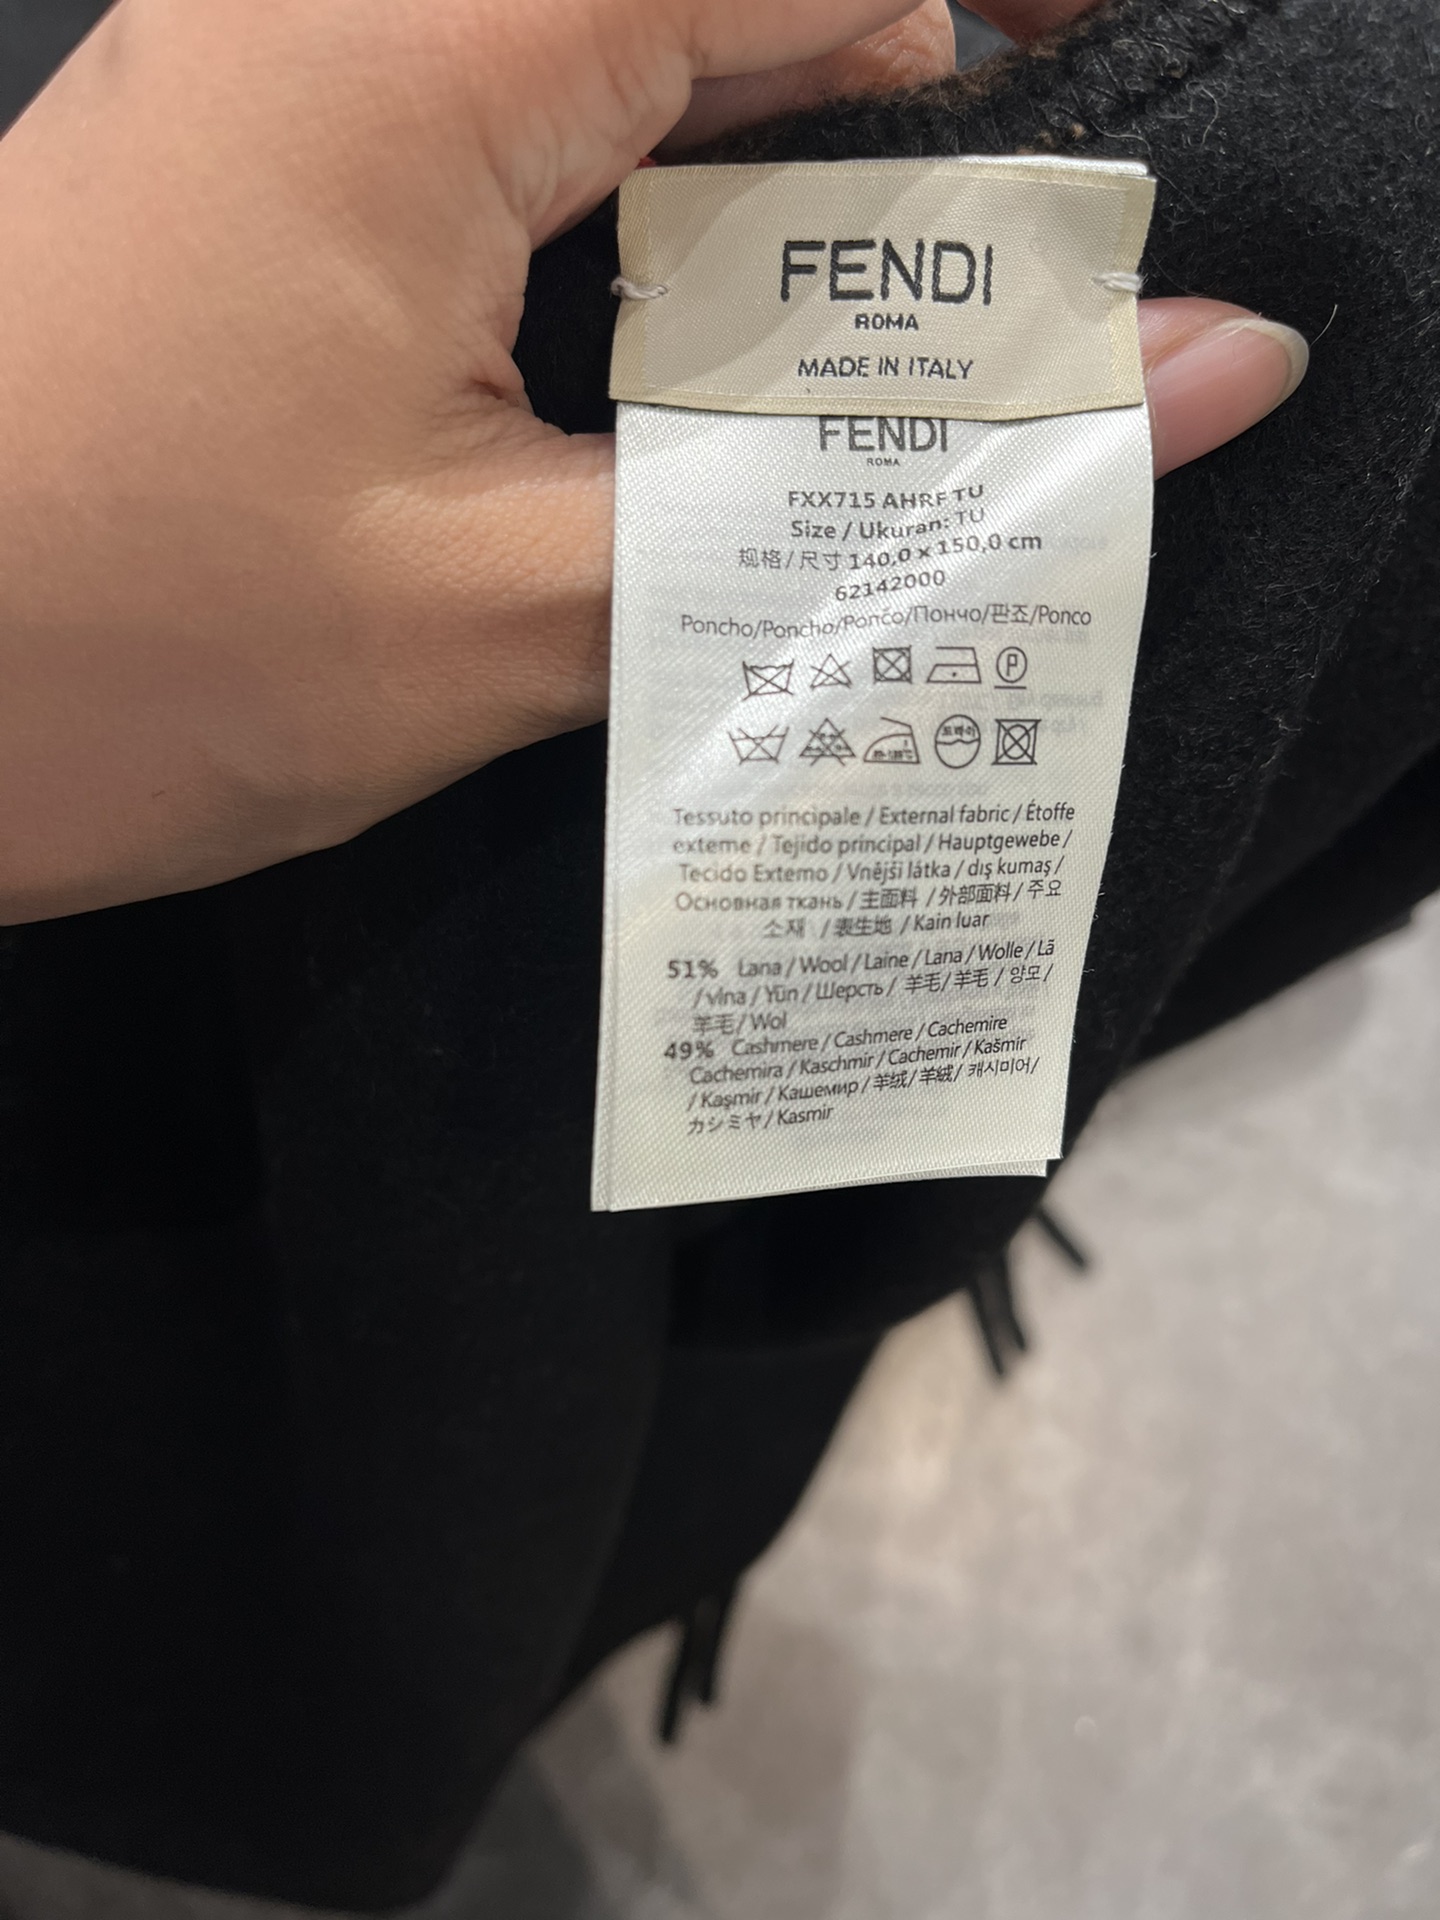 FENDI
ROMA
MADE IN ITALY
FENDI
ROMA
FXX715 AHRF TU
Size / Ukuran: TU
规格/尺寸 140,0 x 150,0 cm
62142000
Poncho/Poncho/Pončo/Пончо/판죠/Ponco
P
드라이
Tessuto principale / External fabric / Étoffe
externe / Tejido principal / Hauptgewebe /
Tecido Externo / Vnější látka / dış kumaş /
Основная ткань / 主面料 / 外部面料 / 주요
소재 / 表生地 / Kain luar
51% Lana / Wool / Laine / Lana / Wolle / Lã
/ vlna / Yün / Шерсть / 羊毛/ 羊毛 / 양모 /
羊毛/ Wol
49% Cashmere / Cashmere / Cachemire
Cachemira / Kaschmir / Cachemir / Kašmír
/ Kaşmir / Кашемир / 羊绒/ 羊絨/ 캐시미어/
カシミヤ/ Kasmir